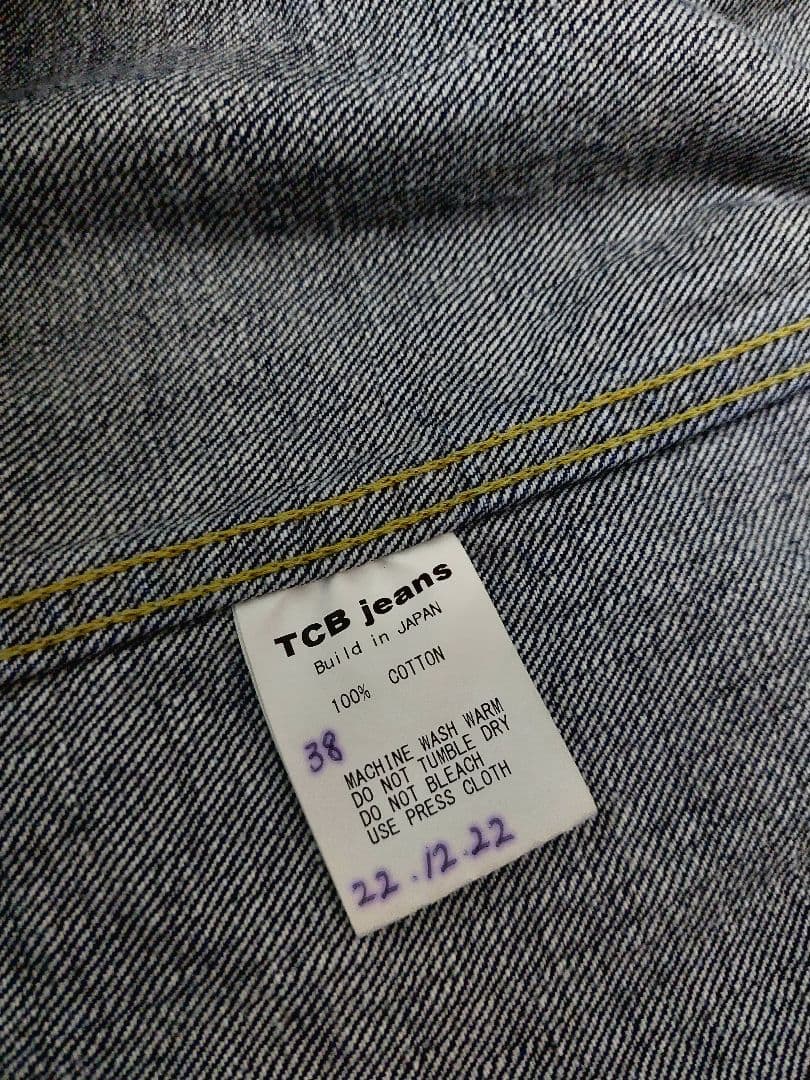 TCB jeans
Build in JAPAN
100% COTTON
38
MACHINE WASH WARM
DO NOT TUMBLE DRY
DO NOT BLEACH
USE PRESS CLOTH
22.12.22